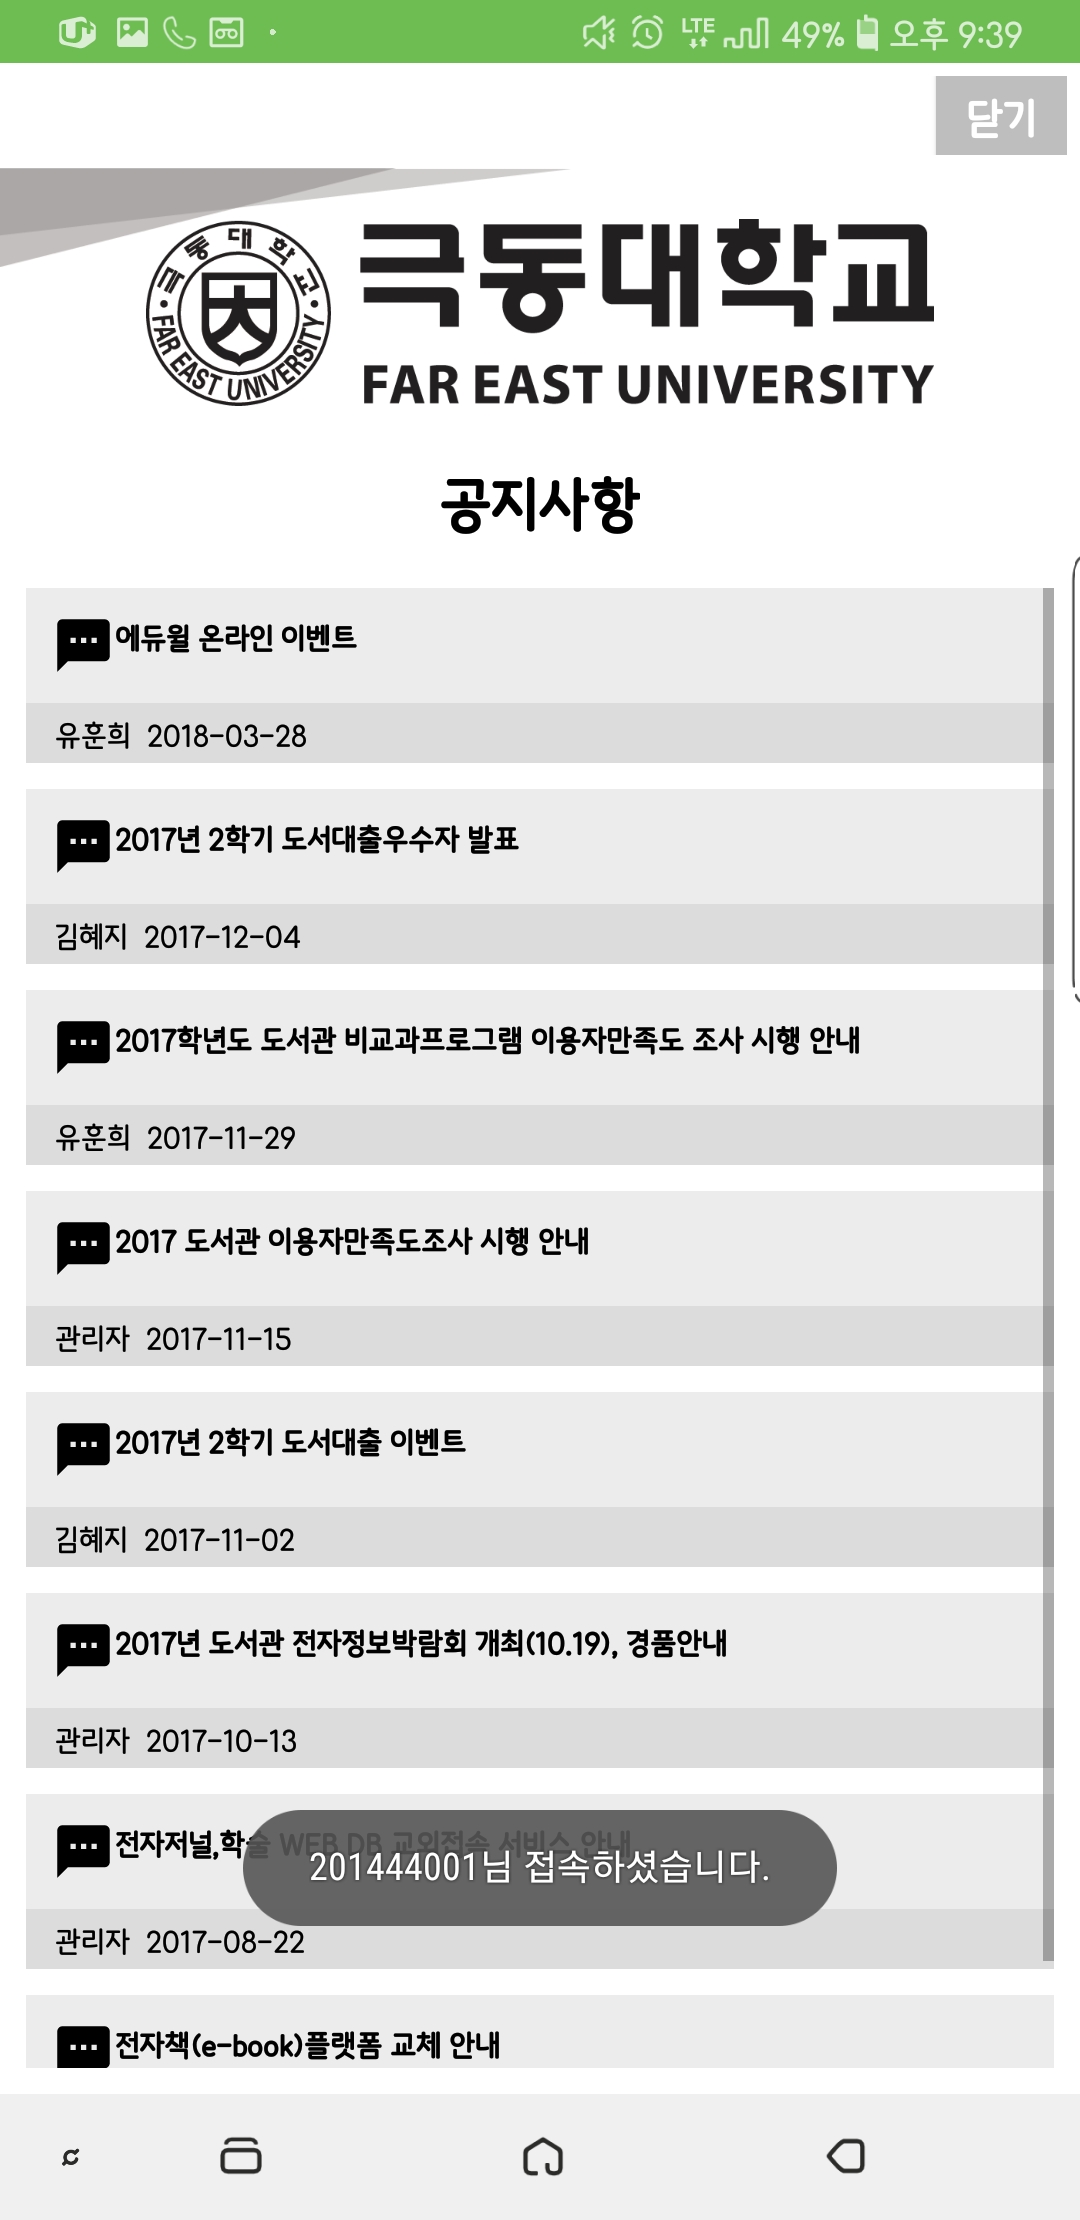 LTE 49% 오후 9:39
닫기
극동대학교
FAR EAST UNIVERSITY
극동대학교
FAR EAST UNIVERSITY
공지사항
에듀윌 온라인 이벤트
유훈희 2018-03-28
2017년 2학기 도서대출우수자 발표
김혜지 2017-12-04
2017학년도 도서관 비교과프로그램 이용자만족도 조사 시행 안내
유훈희 2017-11-29
2017 도서관 이용자만족도조사 시행 안내
관리자 2017-11-15
2017년 2학기 도서대출 이벤트
김혜지 2017-11-02
2017년 도서관 전자정보박람회 개최(10.19), 경품안내
관리자 2017-10-13
전자저널,학술 WEB DB 교외접속 서비스 안내
201444001님 접속하셨습니다.
관리자 2017-08-22
전자책(e-book)플랫폼 교체 안내